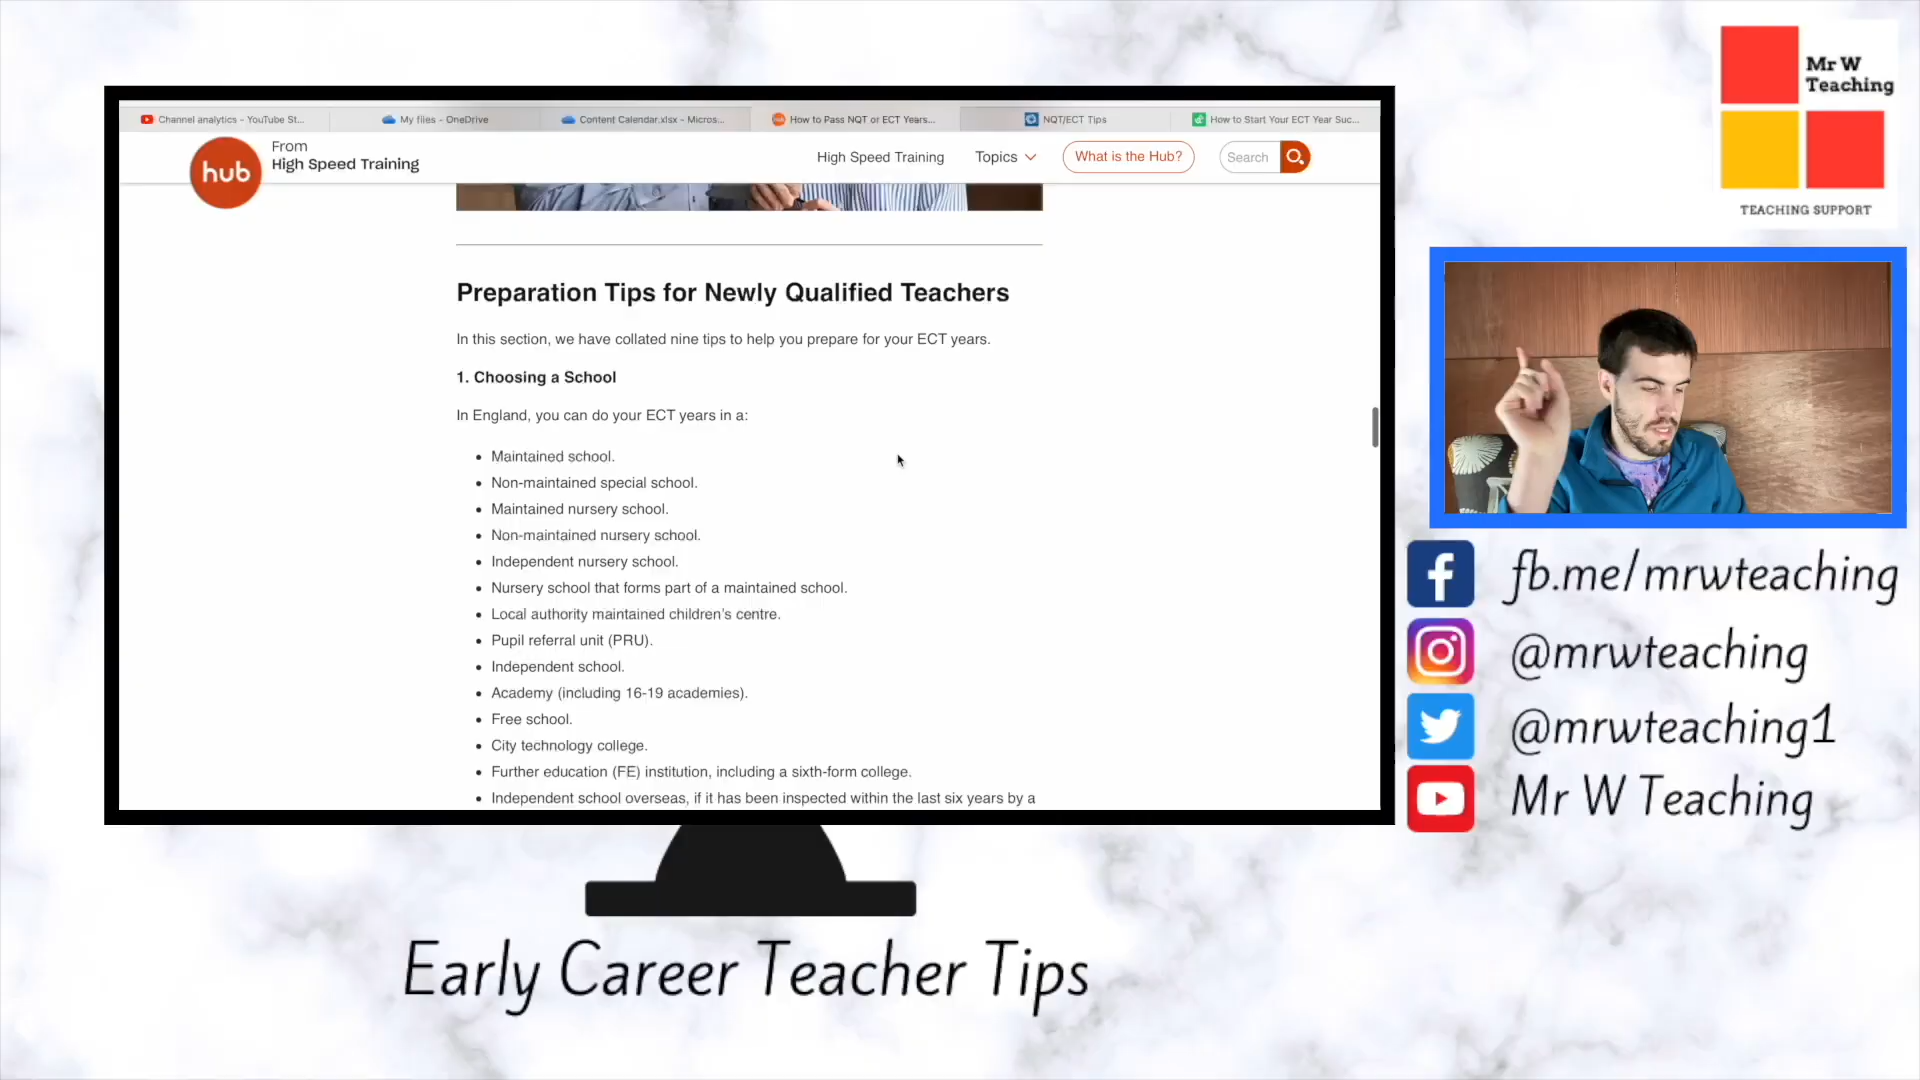 Channel analytics - YouTube St...
My files - OneDrive
Content Calendar.xlsx - Micros...
How to Pass NQT or ECT Years...
NQT/ECT Tips
How to Start Your ECT Year Suc...
hub
From
High Speed Training
High Speed Training
Topics
What is the Hub?
Search
Preparation Tips for Newly Qualified Teachers
In this section, we have collated nine tips to help you prepare for your ECT years.
1. Choosing a School
In England, you can do your ECT years in a:
• Maintained school.
• Non-maintained special school.
• Maintained nursery school.
• Non-maintained nursery school.
• Independent nursery school.
• Nursery school that forms part of a maintained school.
• Local authority maintained children's centre.
• Pupil referral unit (PRU).
• Independent school.
• Academy (including 16-19 academies).
• Free school.
• City technology college.
• Further education (FE) institution, including a sixth-form college.
• Independent school overseas, if it has been inspected within the last six years by a
Mr W
Teaching
TEACHING SUPPORT
fb.me/mrwteaching
@mrwteaching
@mrwteaching1
Mr W Teaching
Early Career Teacher Tips